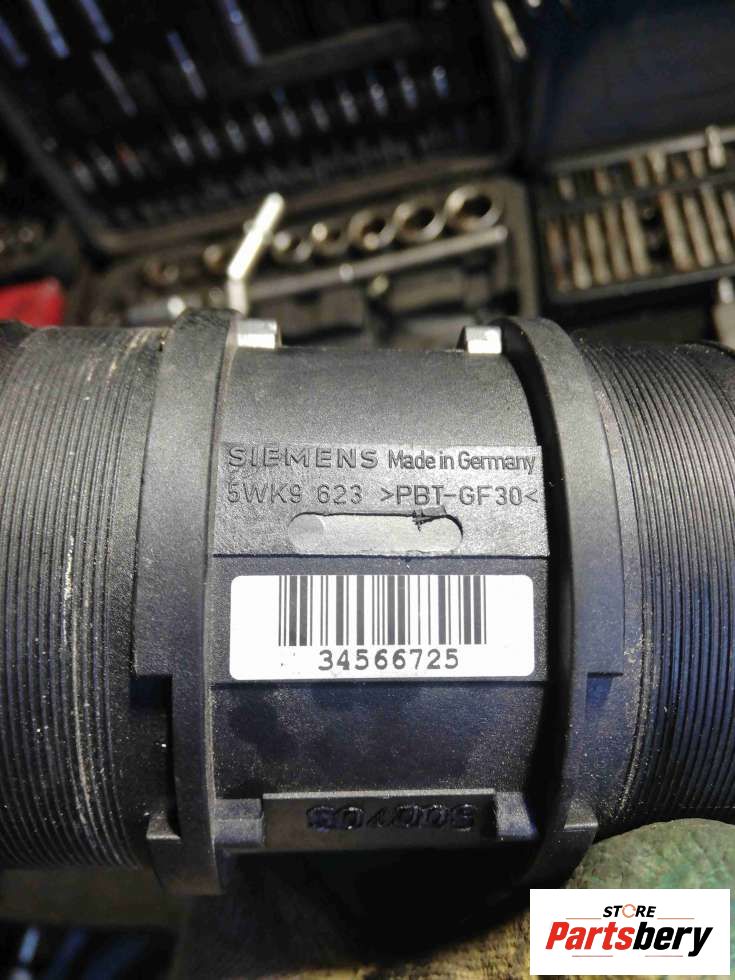 SIEMENS Made in Germany
5WK9 623 >PBT-GF30<
34566725
STORE
Partsbery